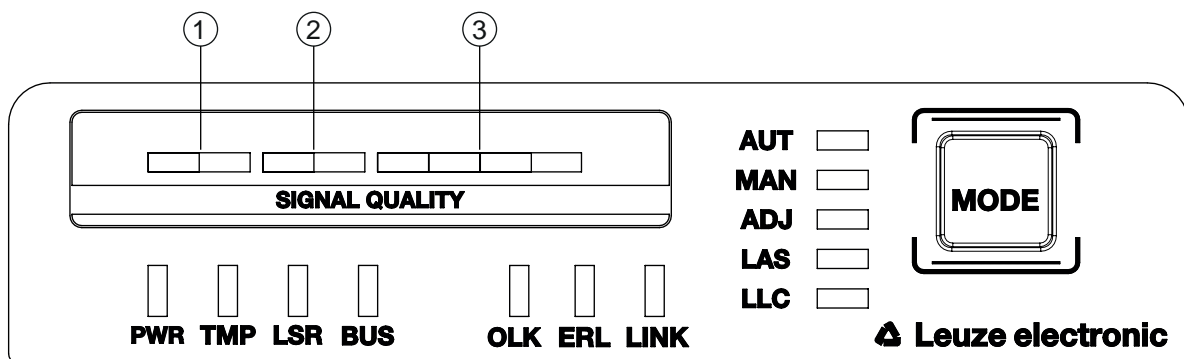 1 2 3
SIGNAL QUALITY
AUT
MAN
ADJ
LAS
LLC
MODE
PWR TMP LSR BUS OLK ERL LINK
Leuze electronic